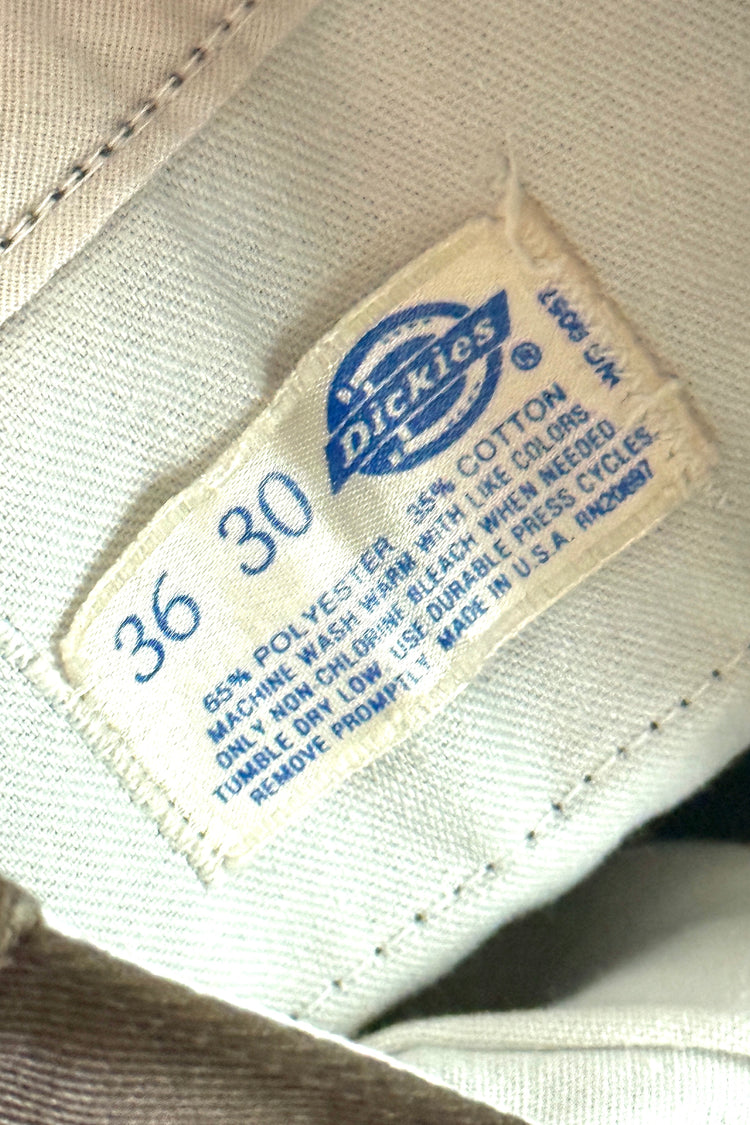 Dickies ®
36 30
65% POLYESTER 35% COTTON
MACHINE WASH WARM WITH LIKE COLORS.
ONLY NON-CHLORINE BLEACH WHEN NEEDED
TUMBLE DRY LOW. USE DURABLE PRESS CYCLES.
REMOVE PROMPTLY. MADE IN U.S.A. RN20697